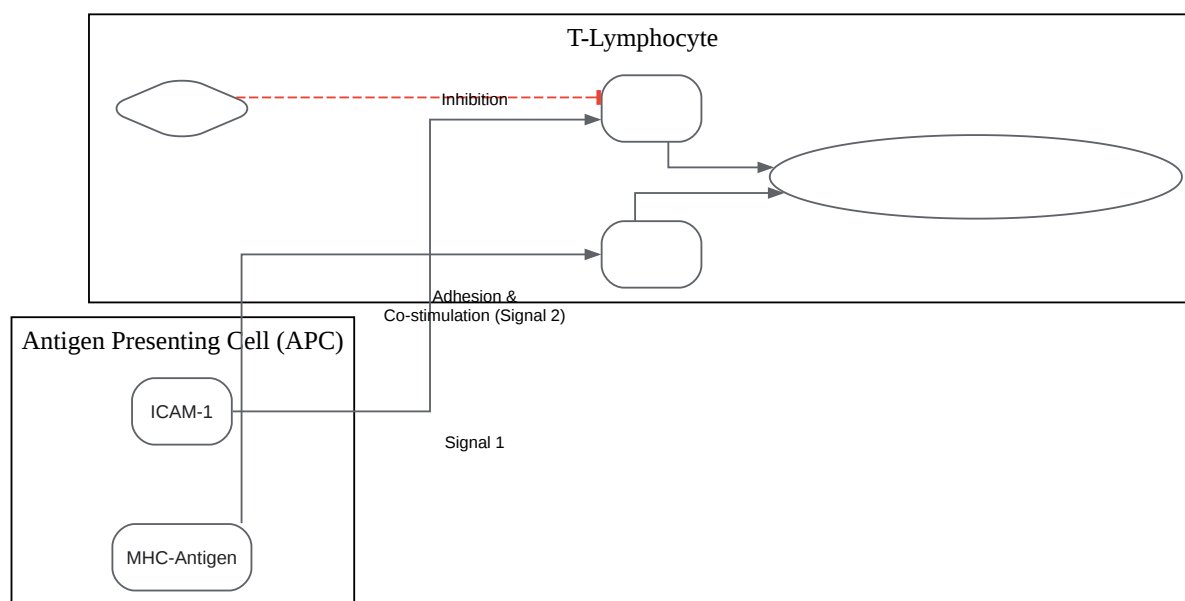 T-Lymphocyte
Inhibition
Adhesion &
Co-stimulation (Signal 2)
Antigen Presenting Cell (APC)
ICAM-1
Signal 1
MHC-Antigen